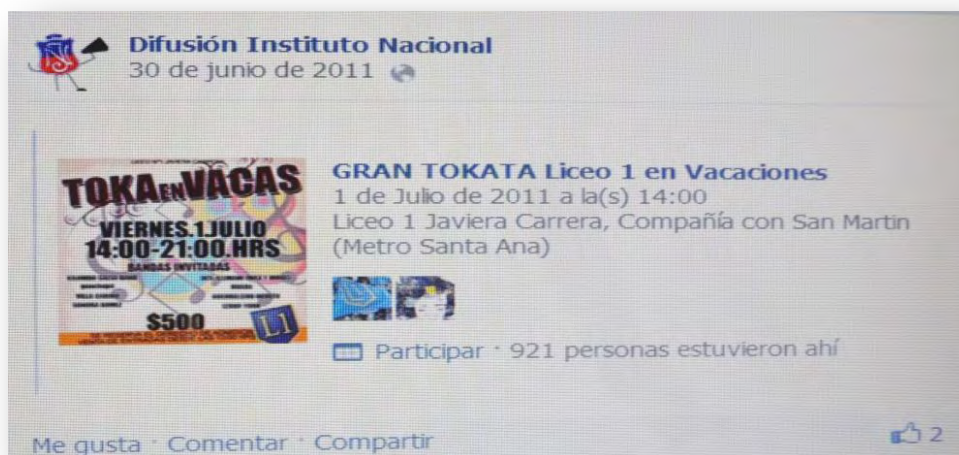 Difusión Instituto Nacional
30 de junio de 2011
TOKA EN VACAS
VIERNES.1.JULIO
14:00-21:00.HRS
BANDAS INVITADAS
$500
L1
GRAN TOKATA Liceo 1 en Vacaciones
1 de Julio de 2011 a la(s) 14:00
Liceo 1 Javiera Carrera, Compañía con San Martin
(Metro Santa Ana)
Participar · 921 personas estuvieron ahí
Me gusta · Comentar · Compartir
2